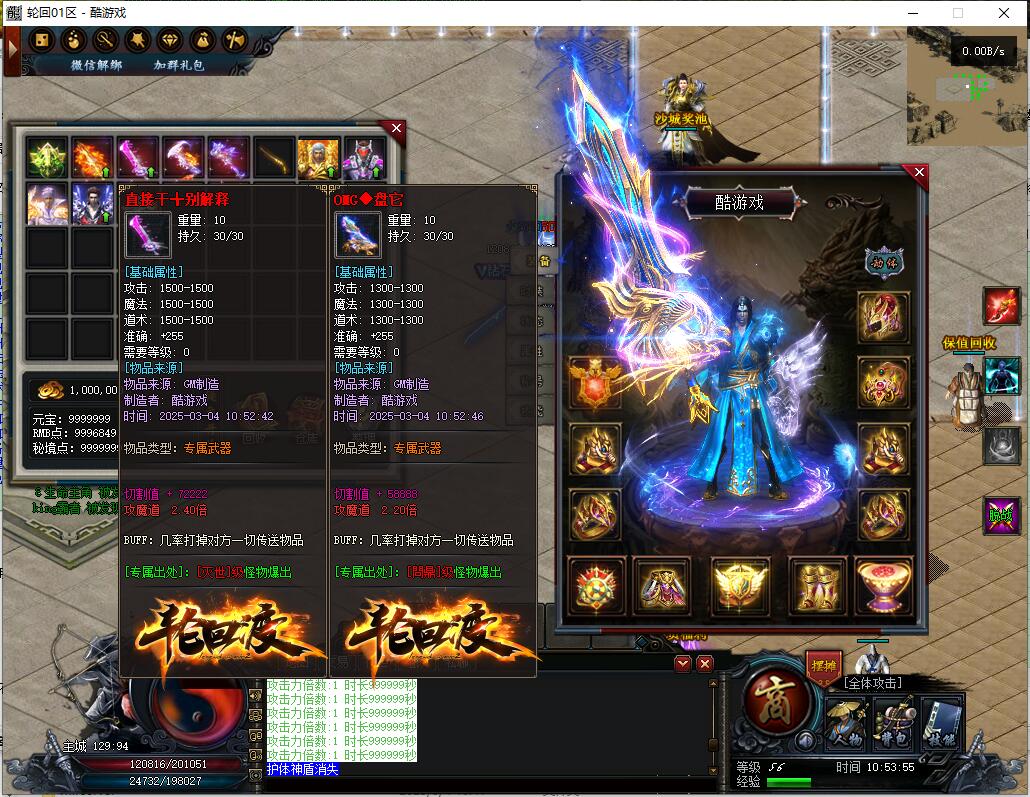 轮回01区 - 酷游戏
微信解绑 加群礼包
0.00B/s
沙城奖池
直接干十别解释
重量: 10
持久: 30/30
[基础属性]
攻击: 1500-1500
魔法: 1500-1500
道术: 1500-1500
准确: +255
需要等级: 0
[物品来源]
物品来源: GM制造
制造者: 酷游戏
时间: 2025-03-04 10:52:42
物品类型: 专属武器
切割值 + 72222
攻魔道 2.40倍
BUFF: 几率打掉对方一切传送物品
[专属出处]: [灭世]级怪物爆出
轮回渡
OMG◆盘它
重量: 10
持久: 30/30
[基础属性]
攻击: 1300-1300
魔法: 1300-1300
道术: 1300-1300
准确: +255
需要等级: 0
[物品来源]
物品来源: GM制造
制造者: 酷游戏
时间: 2025-03-04 10:52:46
物品类型: 专属武器
切割值 + 58888
攻魔道 2.20倍
BUFF: 几率打掉对方一切传送物品
[专属出处]: [問鼎]级怪物爆出
轮回渡
酷游戏
1,000,00
元宝: 9999999
RMB点: 9996849
秘境点: 9999999
保值回收
脱战
攻击力倍数:1 时长999999秒
攻击力倍数:1 时长999999秒
攻击力倍数:1 时长999999秒
攻击力倍数:1 时长999999秒
攻击力倍数:1 时长999999秒
攻击力倍数:1 时长999999秒
护体神盾消失
主城 129:94
120816/201051
24732/198027
商
摆摊
[全体攻击]
人物 背包 技能
等级 56
时间 10:53:55
经验